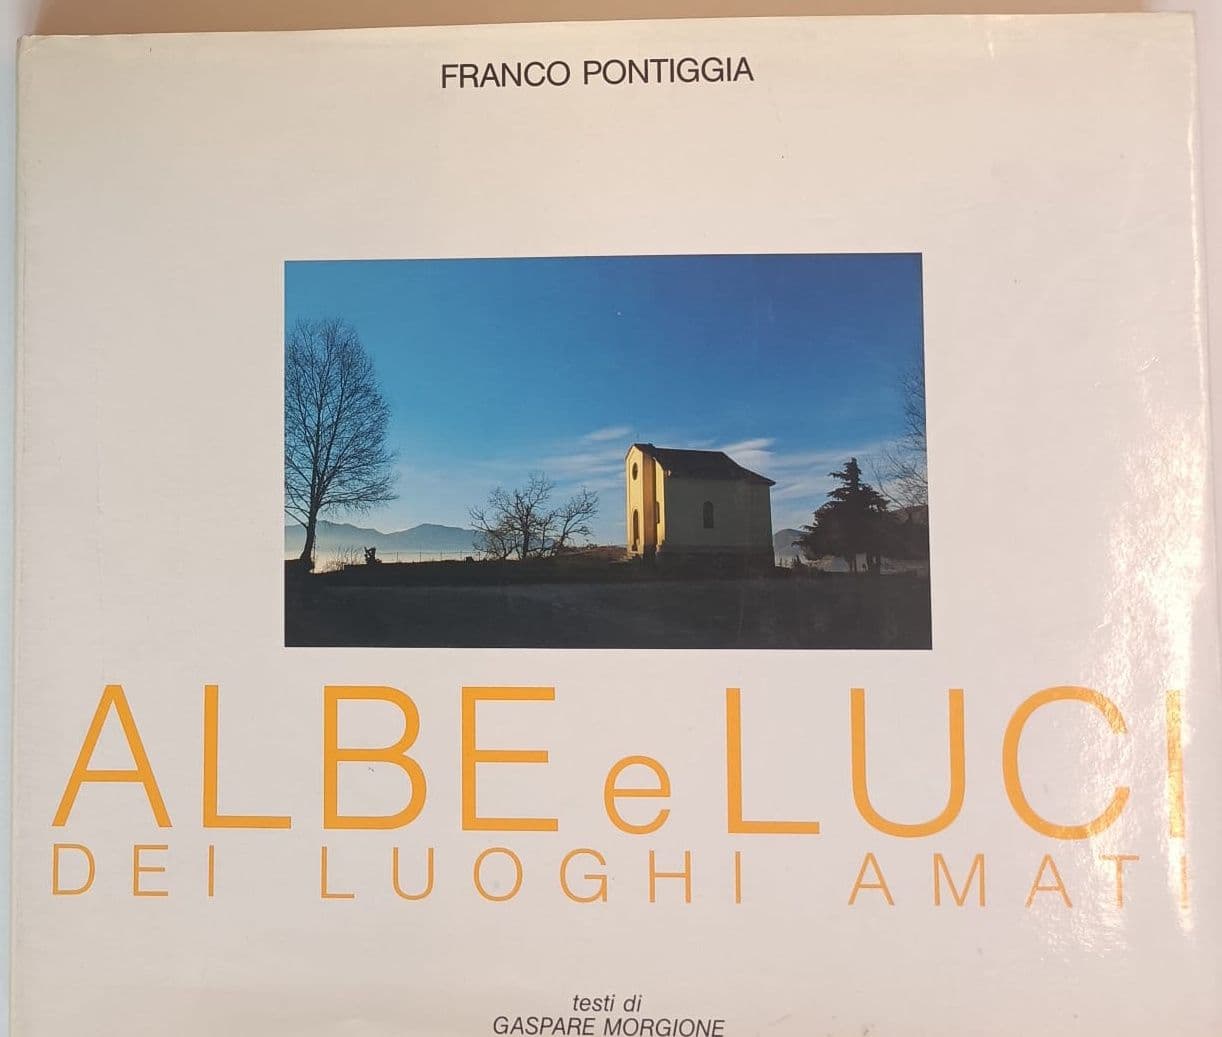 FRANCO PONTIGGIA
ALBE e LUCI
DEI LUOGHI AMATI
testi di
GASPARE MORGIONE